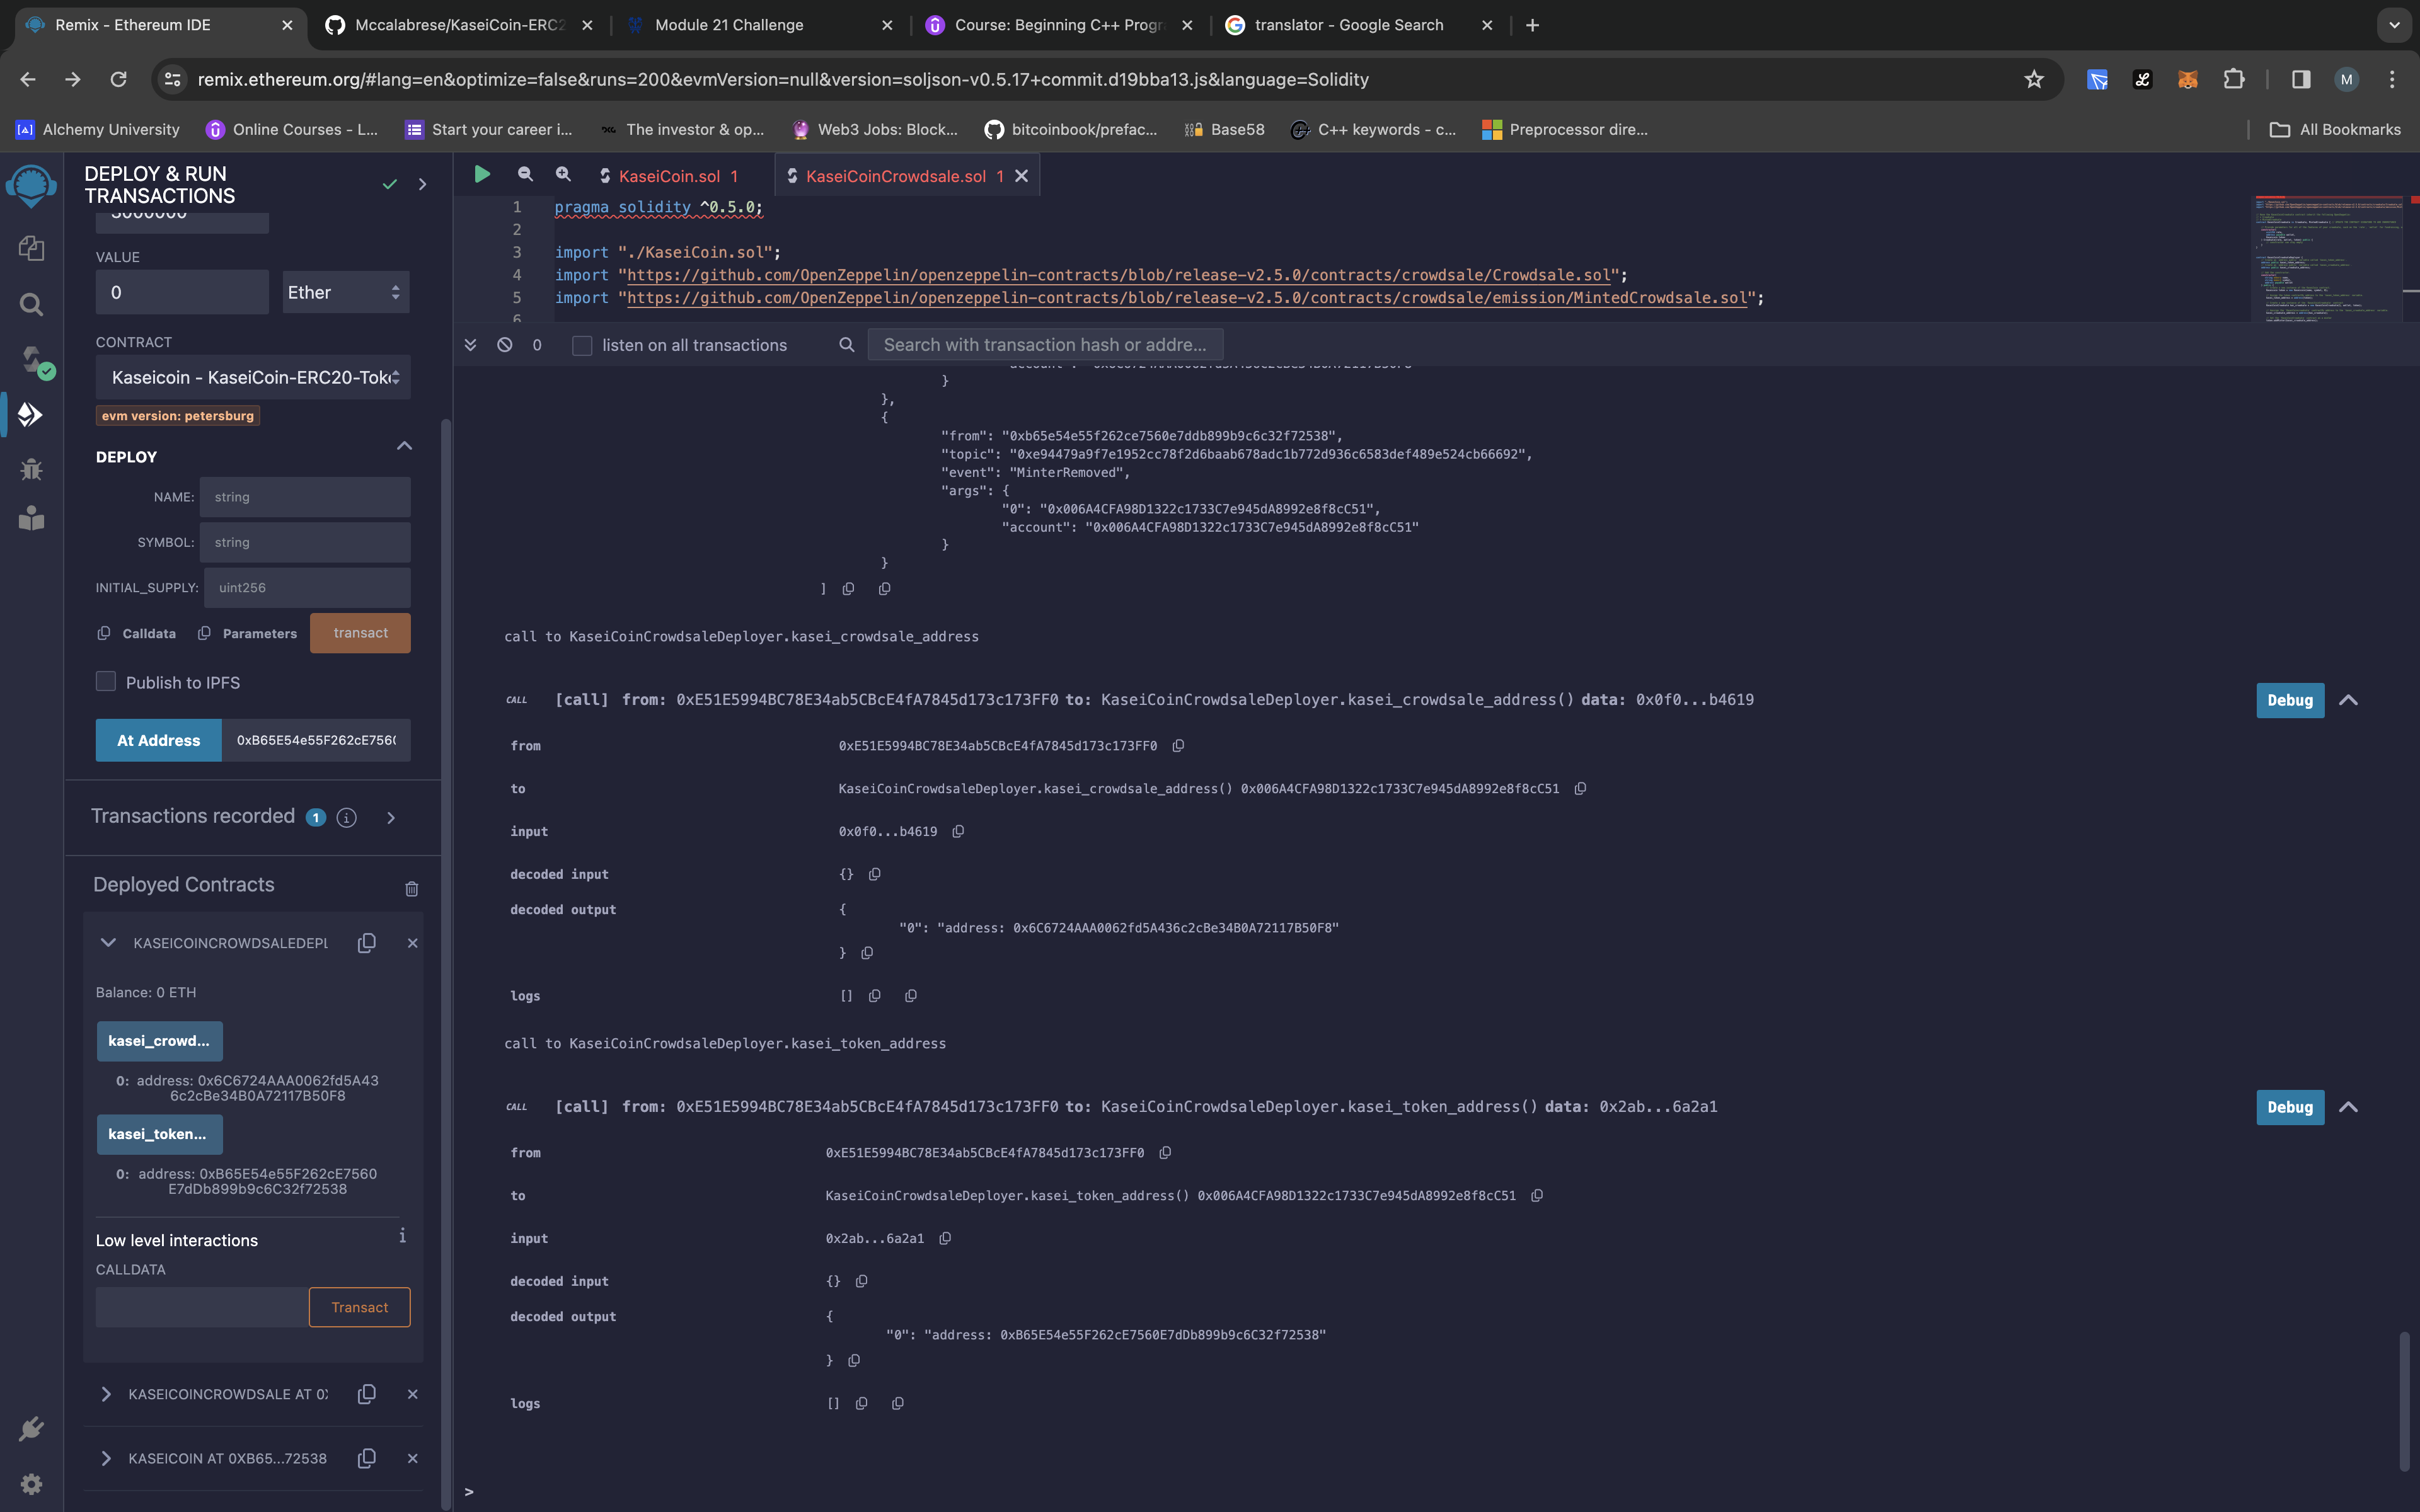 Remix - Ethereum IDE
Mccalabrese/KaseiCoin-ERC2
Module 21 Challenge
Course: Beginning C++ Progr
translator - Google Search
remix.ethereum.org/#lang=en&optimize=false&runs=200&evmVersion=null&version=soljson-v0.5.17+commit.d19bba13.js&language=Solidity
M
Alchemy University
Online Courses - L...
Start your career i...
The investor & op...
Web3 Jobs: Block...
bitcoinbook/prefac...
Base58
C++ keywords - c...
Preprocessor dire...
All Bookmarks
DEPLOY & RUN
TRANSACTIONS
3000000
VALUE
0
Ether
CONTRACT
Kaseicoin - KaseiCoin-ERC20-Tok
evm version: petersburg
DEPLOY
NAME: string
SYMBOL: string
INITIAL_SUPPLY: uint256
Calldata
Parameters
transact
Publish to IPFS
At Address
0xB65E54e55F262cE756
Transactions recorded 1 i
Deployed Contracts
KASEICOINCROWDSALEDEPL
Balance: 0 ETH
kasei_crowd...
0: address: 0x6C6724AAA0062fd5A43
6c2cBe34B0A72117B50F8
kasei_token...
0: address: 0xB65E54e55F262cE7560
E7dDb899b9c6C32f72538
Low level interactions
i
CALLDATA
Transact
KASEICOINCROWDSALE AT 0
KASEICOIN AT 0XB65...72538
KaseiCoin.sol 1
KaseiCoinCrowdsale.sol 1
1 pragma solidity ^0.5.0;
2
3 import "./KaseiCoin.sol";
4 import "https://github.com/OpenZeppelin/openzeppelin-contracts/blob/release-v2.5.0/contracts/crowdsale/Crowdsale.sol";
5 import "https://github.com/OpenZeppelin/openzeppelin-contracts/blob/release-v2.5.0/contracts/crowdsale/emission/MintedCrowdsale.sol";
6
0
listen on all transactions
Search with transaction hash or addre...
}
},
{
"from": "0xb65e54e55f262ce7560e7ddb899b9c6c32f72538",
"topic": "0xe94479a9f7e1952cc78f2d6baab678adc1b772d936c6583def489e524cb66692",
"event": "MinterRemoved",
"args": {
"0": "0x006A4CFA98D1322c1733C7e945dA8992e8f8cC51",
"account": "0x006A4CFA98D1322c1733C7e945dA8992e8f8cC51"
}
}
]
call to KaseiCoinCrowdsaleDeployer.kasei_crowdsale_address
CALL [call] from: 0xE51E5994BC78E34ab5CBcE4fA7845d173c173FF0 to: KaseiCoinCrowdsaleDeployer.kasei_crowdsale_address() data: 0x0f0...b4619
Debug
from 0xE51E5994BC78E34ab5CBcE4fA7845d173c173FF0
to KaseiCoinCrowdsaleDeployer.kasei_crowdsale_address() 0x006A4CFA98D1322c1733C7e945dA8992e8f8cC51
input 0x0f0...b4619
decoded input {}
decoded output {
"0": "address: 0x6C6724AAA0062fd5A436c2cBe34B0A72117B50F8"
}
logs []
call to KaseiCoinCrowdsaleDeployer.kasei_token_address
CALL [call] from: 0xE51E5994BC78E34ab5CBcE4fA7845d173c173FF0 to: KaseiCoinCrowdsaleDeployer.kasei_token_address() data: 0x2ab...6a2a1
Debug
from 0xE51E5994BC78E34ab5CBcE4fA7845d173c173FF0
to KaseiCoinCrowdsaleDeployer.kasei_token_address() 0x006A4CFA98D1322c1733C7e945dA8992e8f8cC51
input 0x2ab...6a2a1
decoded input {}
decoded output {
"0": "address: 0xB65E54e55F262cE7560E7dDb899b9c6C32f72538"
}
logs []
>